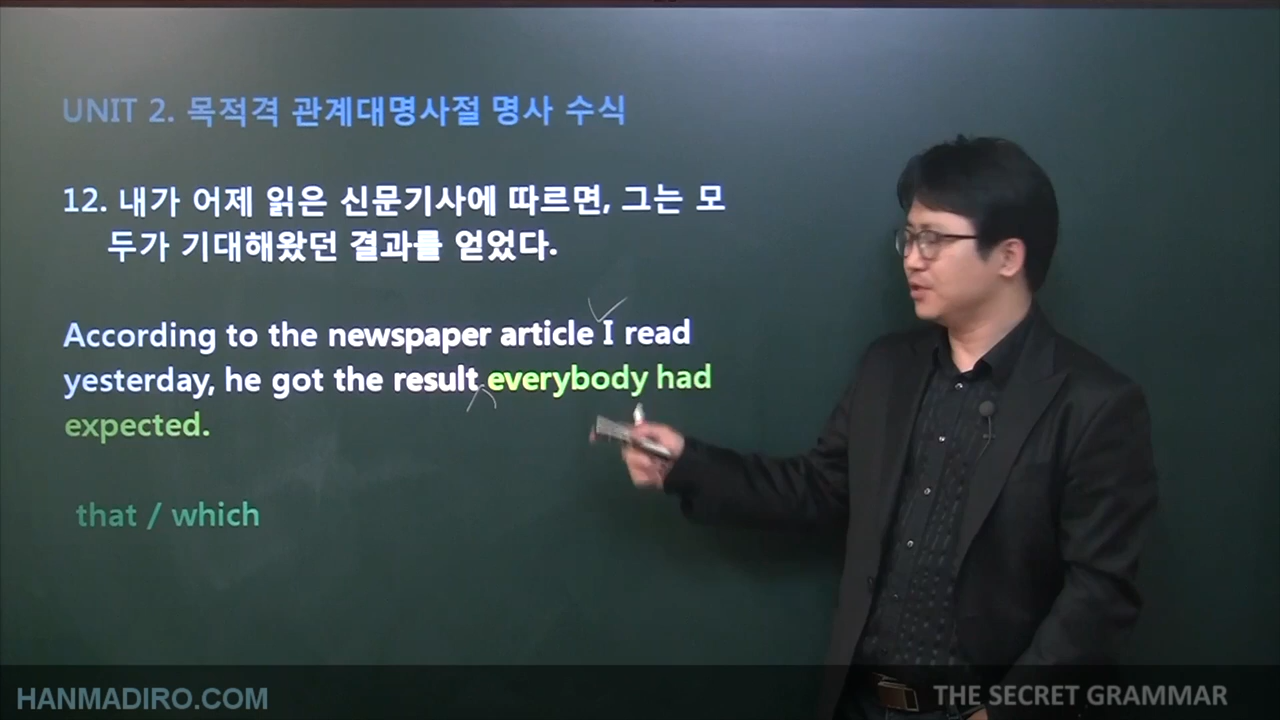 UNIT 2. 목적격 관계대명사절 명사 수식
12. 내가 어제 읽은 신문기사에 따르면, 그는 모
두가 기대해왔던 결과를 얻었다.
According to the newspaper article I read
yesterday, he got the result everybody had
expected.
that / which
HANMADIRO.COM
THE SECRET GRAMMAR